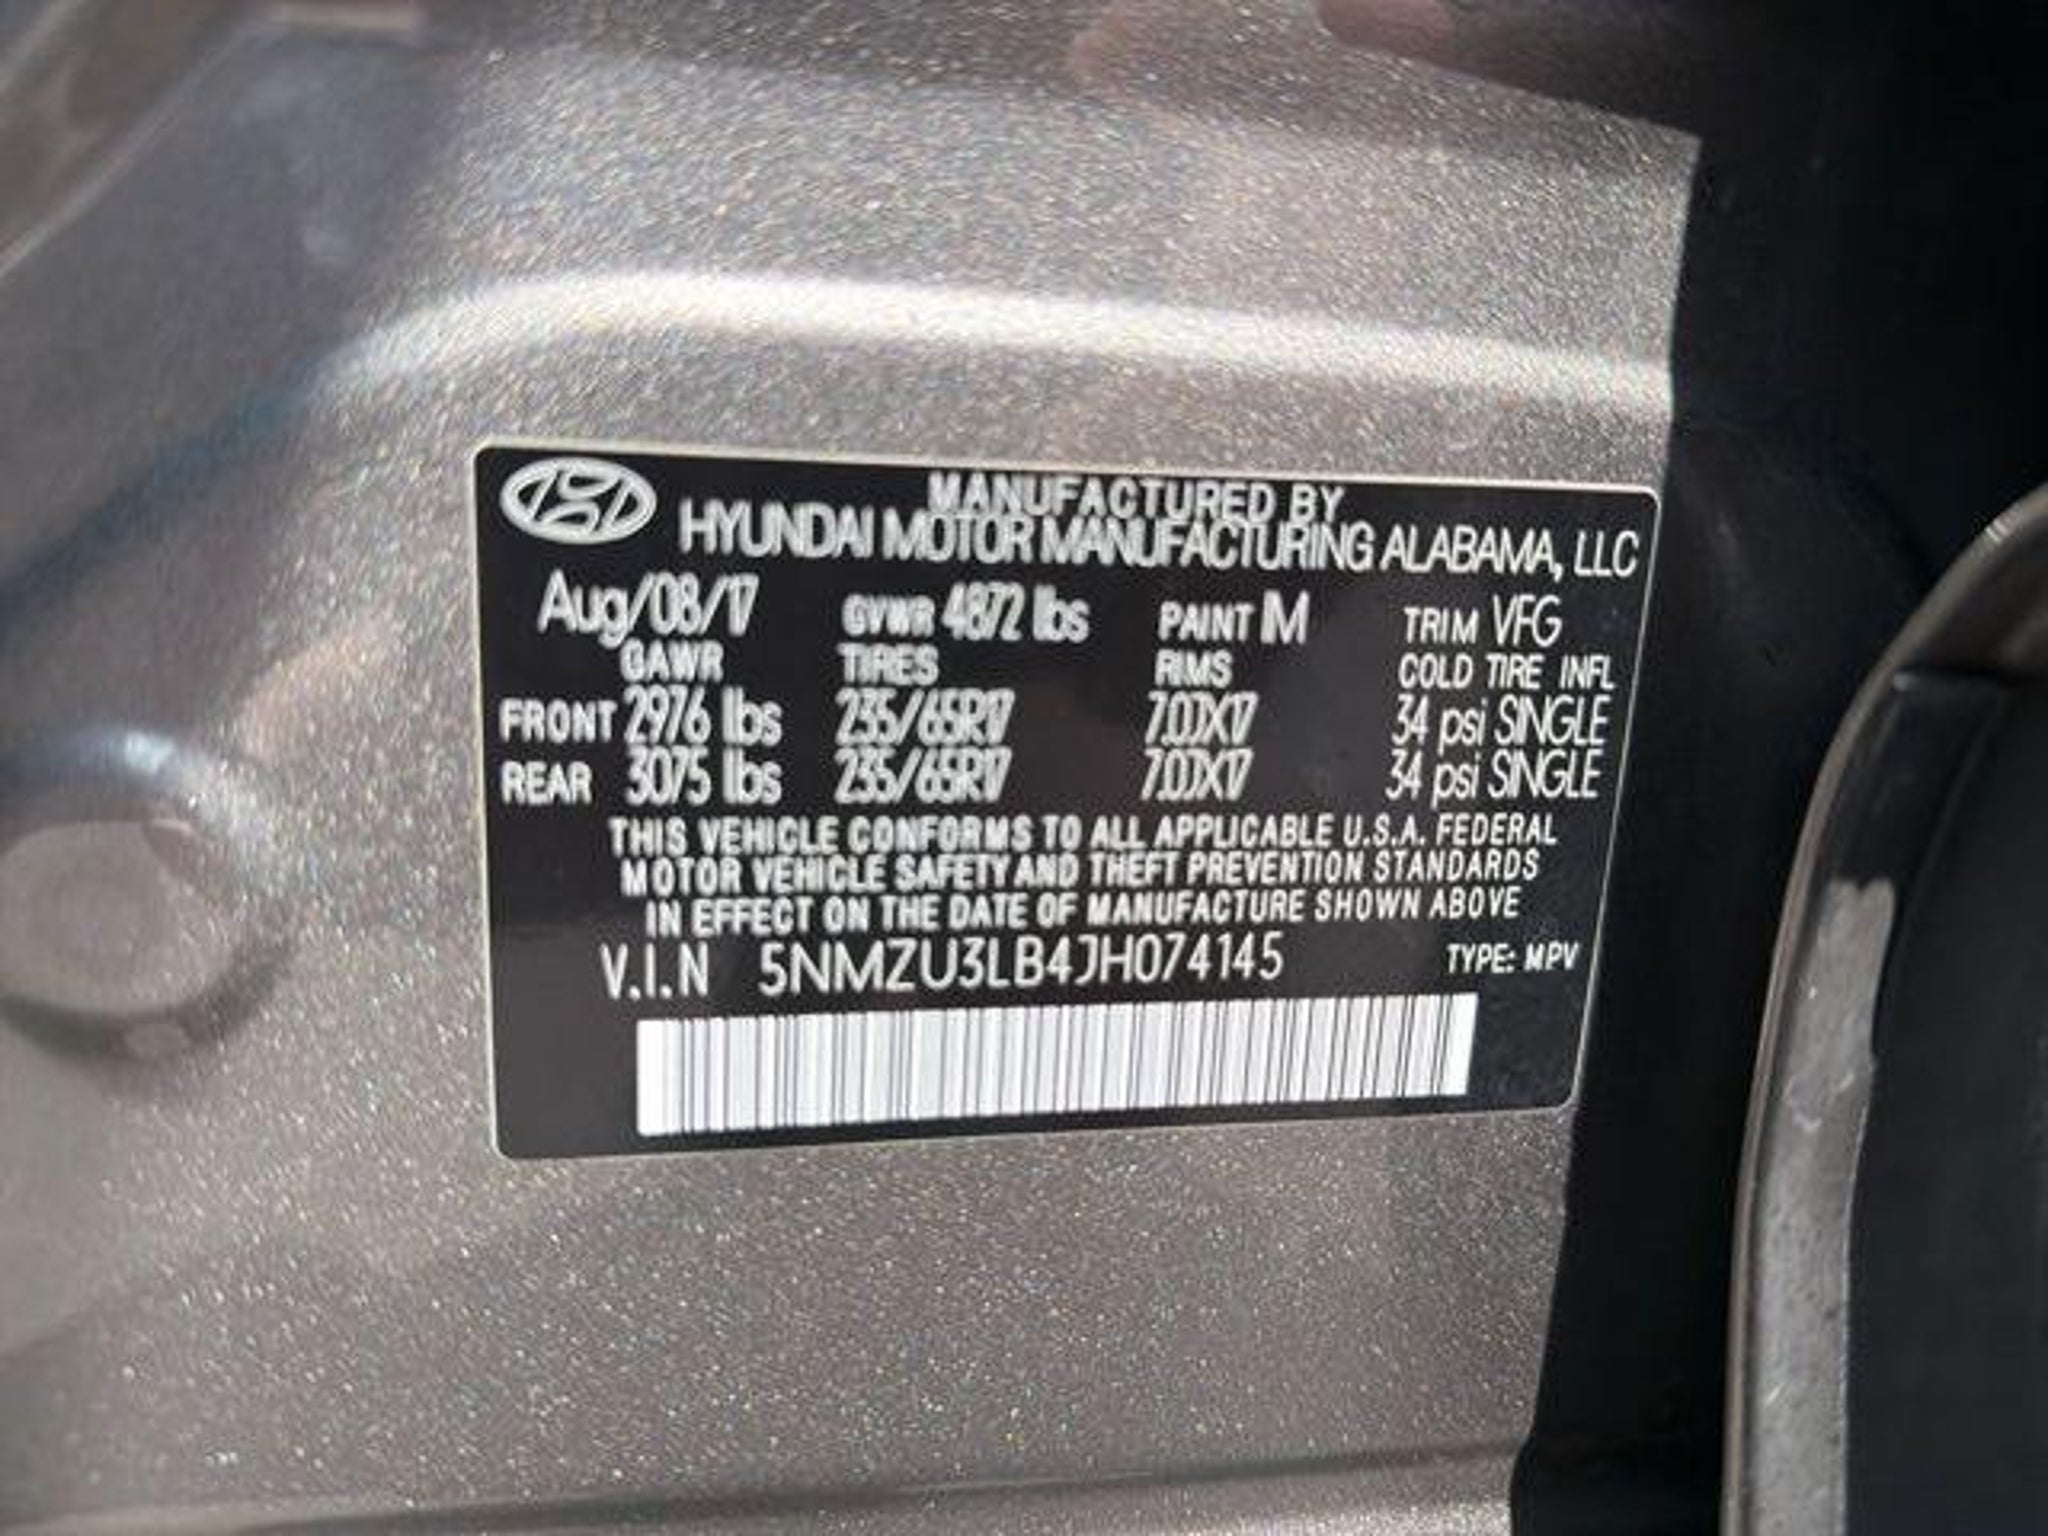 MANUFACTURED BY
HYUNDAI MOTOR MANUFACTURING ALABAMA, LLC
Aug/08/17 GVWR 4872 lbs PAINT IM TRIM VFG
GAWR TIRES RIMS COLD TIRE INFL
FRONT 2976 lbs 235/65R17 7.0JX17 34 psi SINGLE
REAR 3075 lbs 235/65R17 7.0JX17 34 psi SINGLE
THIS VEHICLE CONFORMS TO ALL APPLICABLE U.S.A. FEDERAL
MOTOR VEHICLE SAFETY AND THEFT PREVENTION STANDARDS
IN EFFECT ON THE DATE OF MANUFACTURE SHOWN ABOVE
V.I.N 5NMZU3LB4JH074145 TYPE: MPV